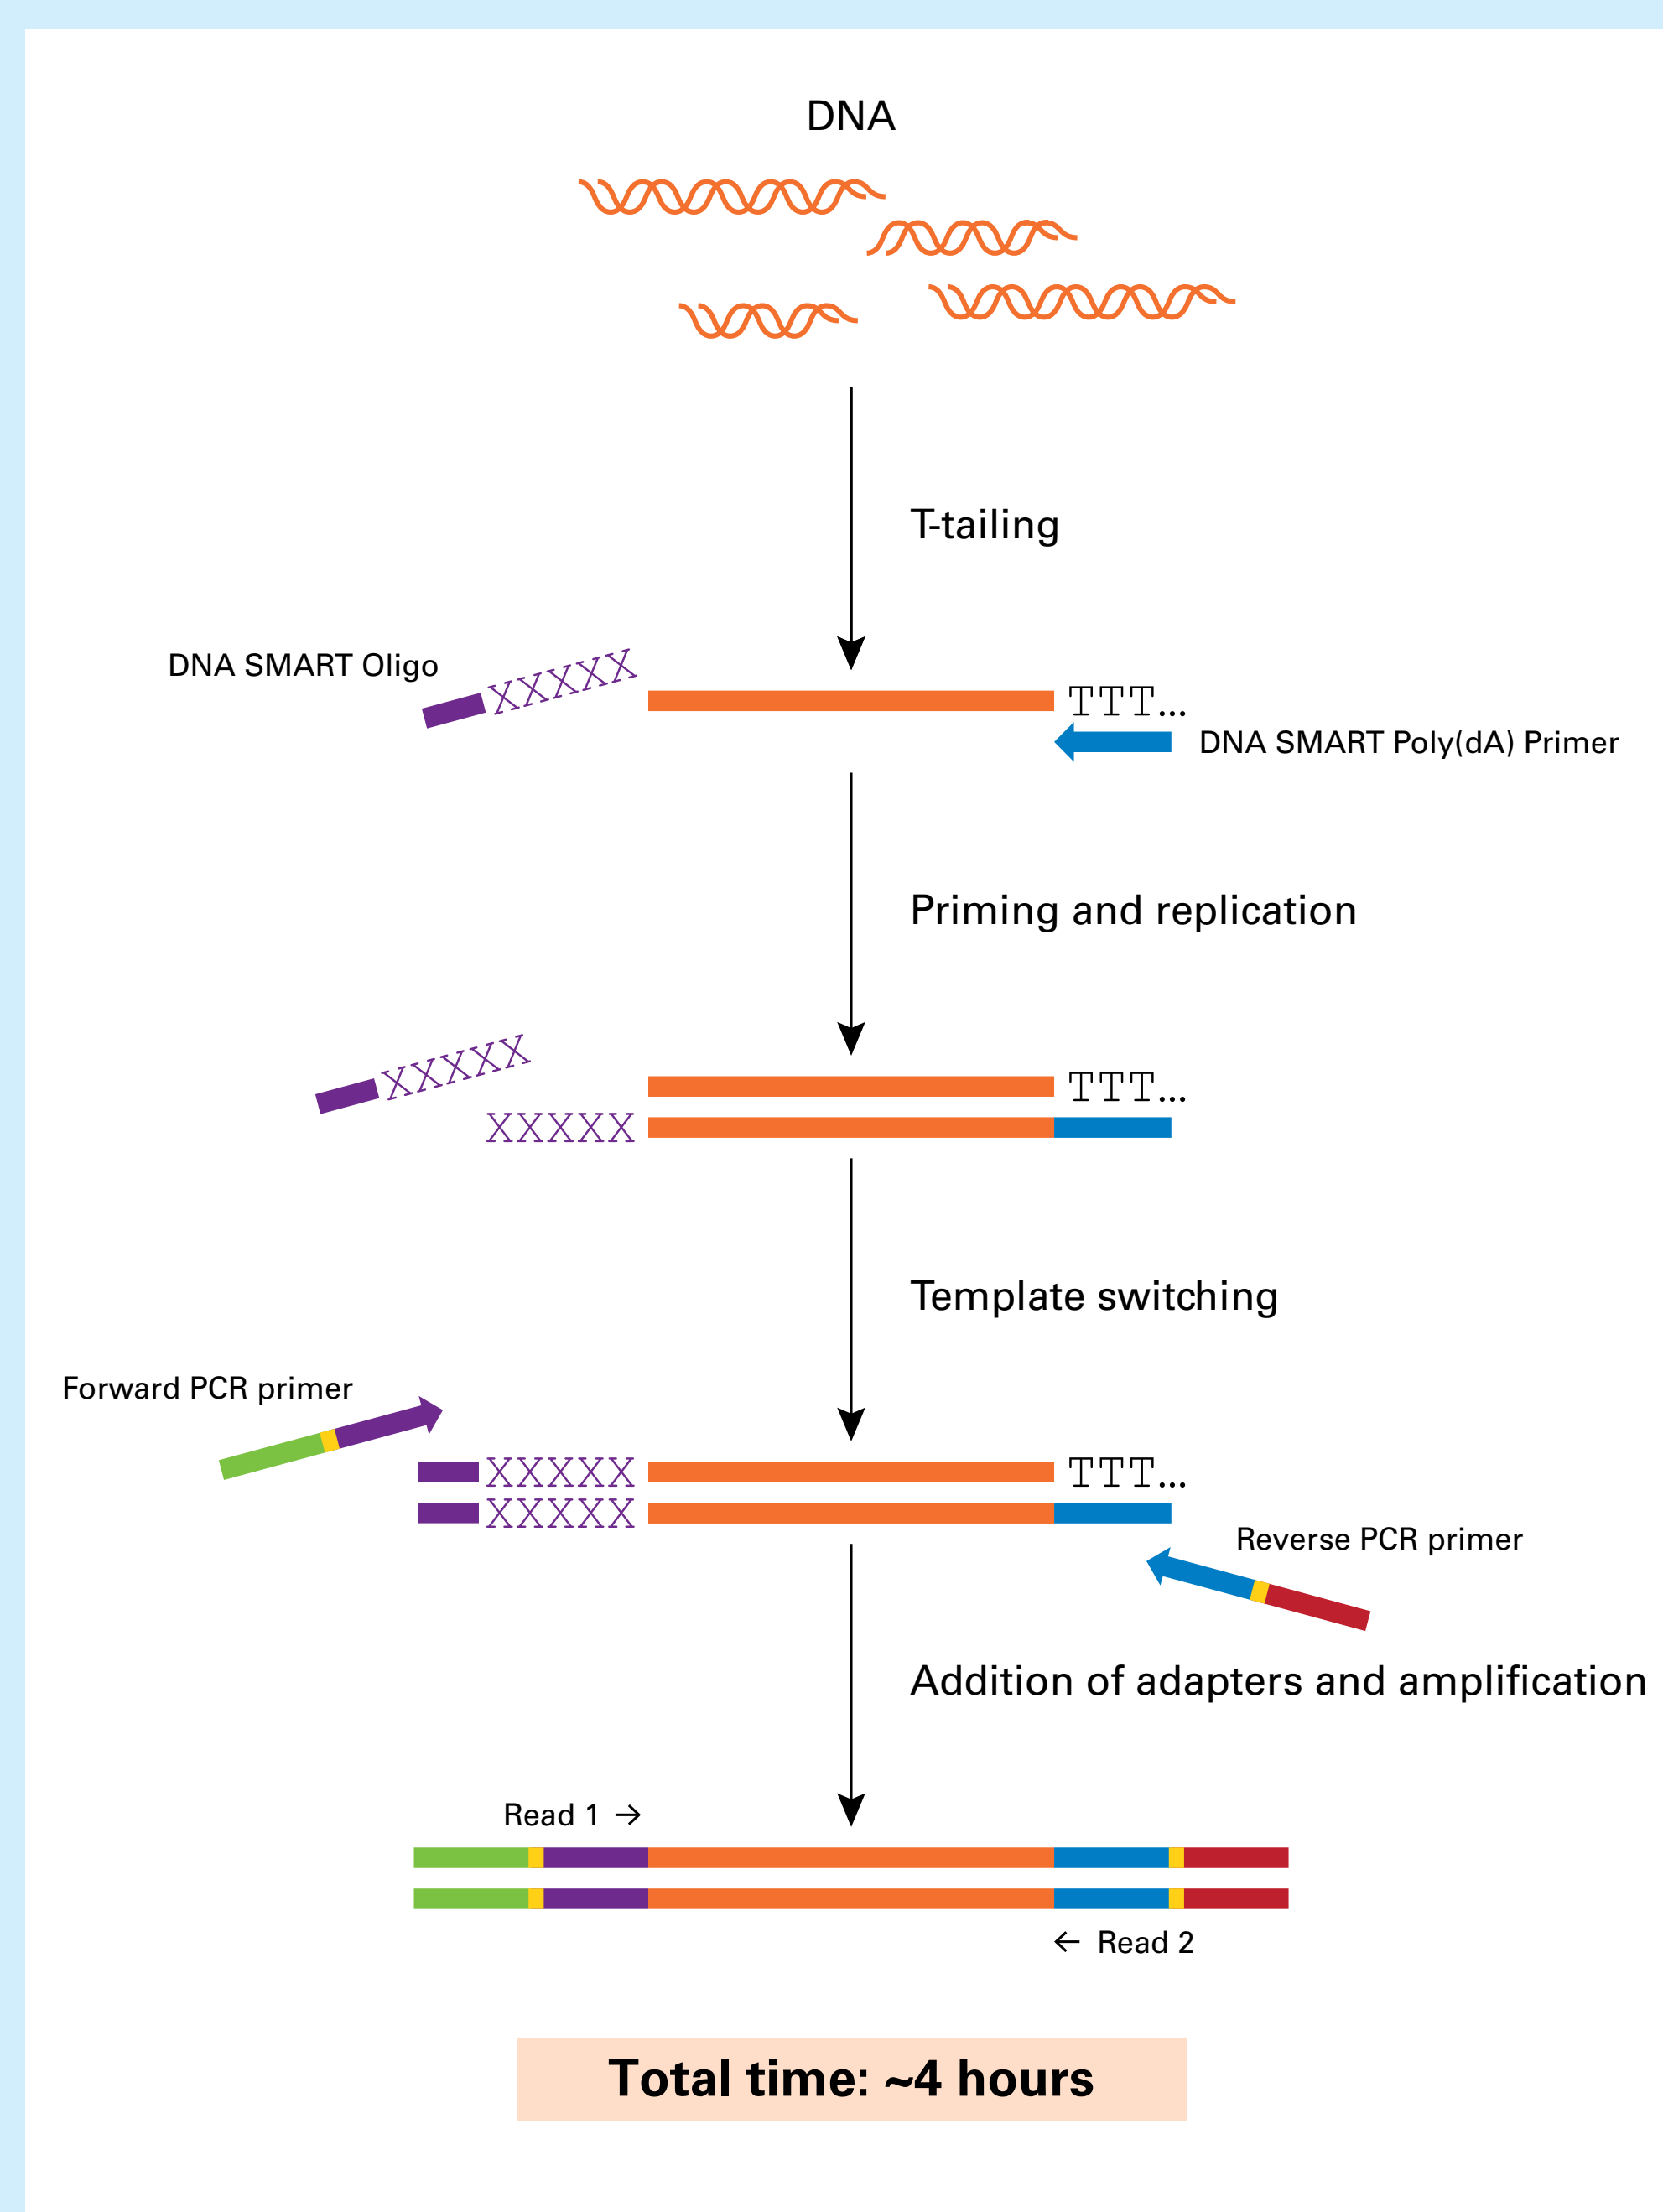 DNA
T-tailing
DNA SMART Oligo
XXXXX
TTT...
DNA SMART Poly(dA) Primer
Priming and replication
XXXXX
TTT...
XXXXX
Template switching
Forward PCR primer
XXXXX
TTT...
XXXXX
Reverse PCR primer
Addition of adapters and amplification
Read 1 →
← Read 2
Total time: ~4 hours